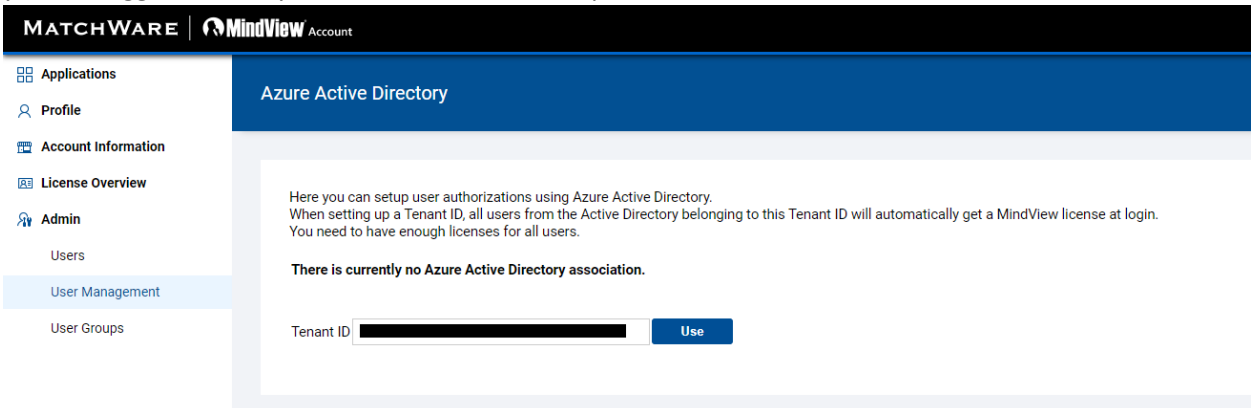 MATCHWARE MindView Account
Applications
Profile
Account Information
License Overview
Admin
Users
User Management
User Groups
Azure Active Directory
Here you can setup user authorizations using Azure Active Directory.
When setting up a Tenant ID, all users from the Active Directory belonging to this Tenant ID will automatically get a MindView license at login.
You need to have enough licenses for all users.
There is currently no Azure Active Directory association.
Tenant ID Use